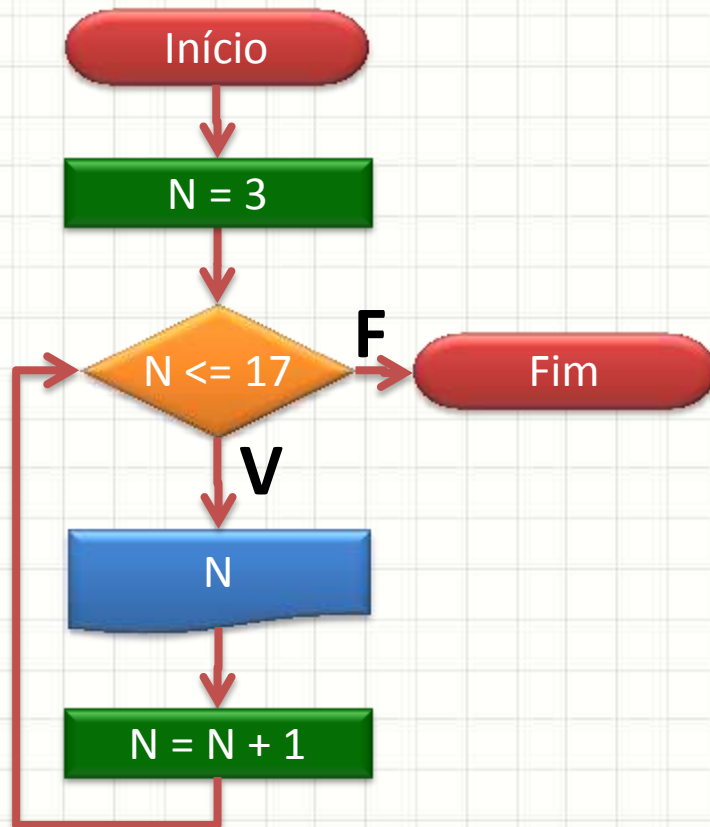 Início
N = 3
N <= 17
F
Fim
V
N
N = N + 1